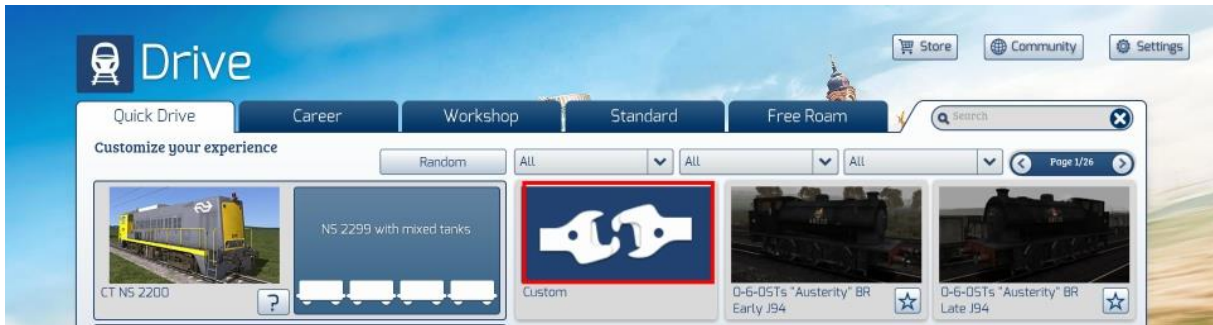 Drive
Store
Community
Settings
Quick Drive
Career
Workshop
Standard
Free Roam
Search
Customize your experience
Random
All
All
All
Page 1/26
NS 2299 with mixed tanks
CT NS 2200
?
Custom
0-6-0STs "Austerity" BR
Early J94
0-6-0STs "Austerity" BR
Late J94